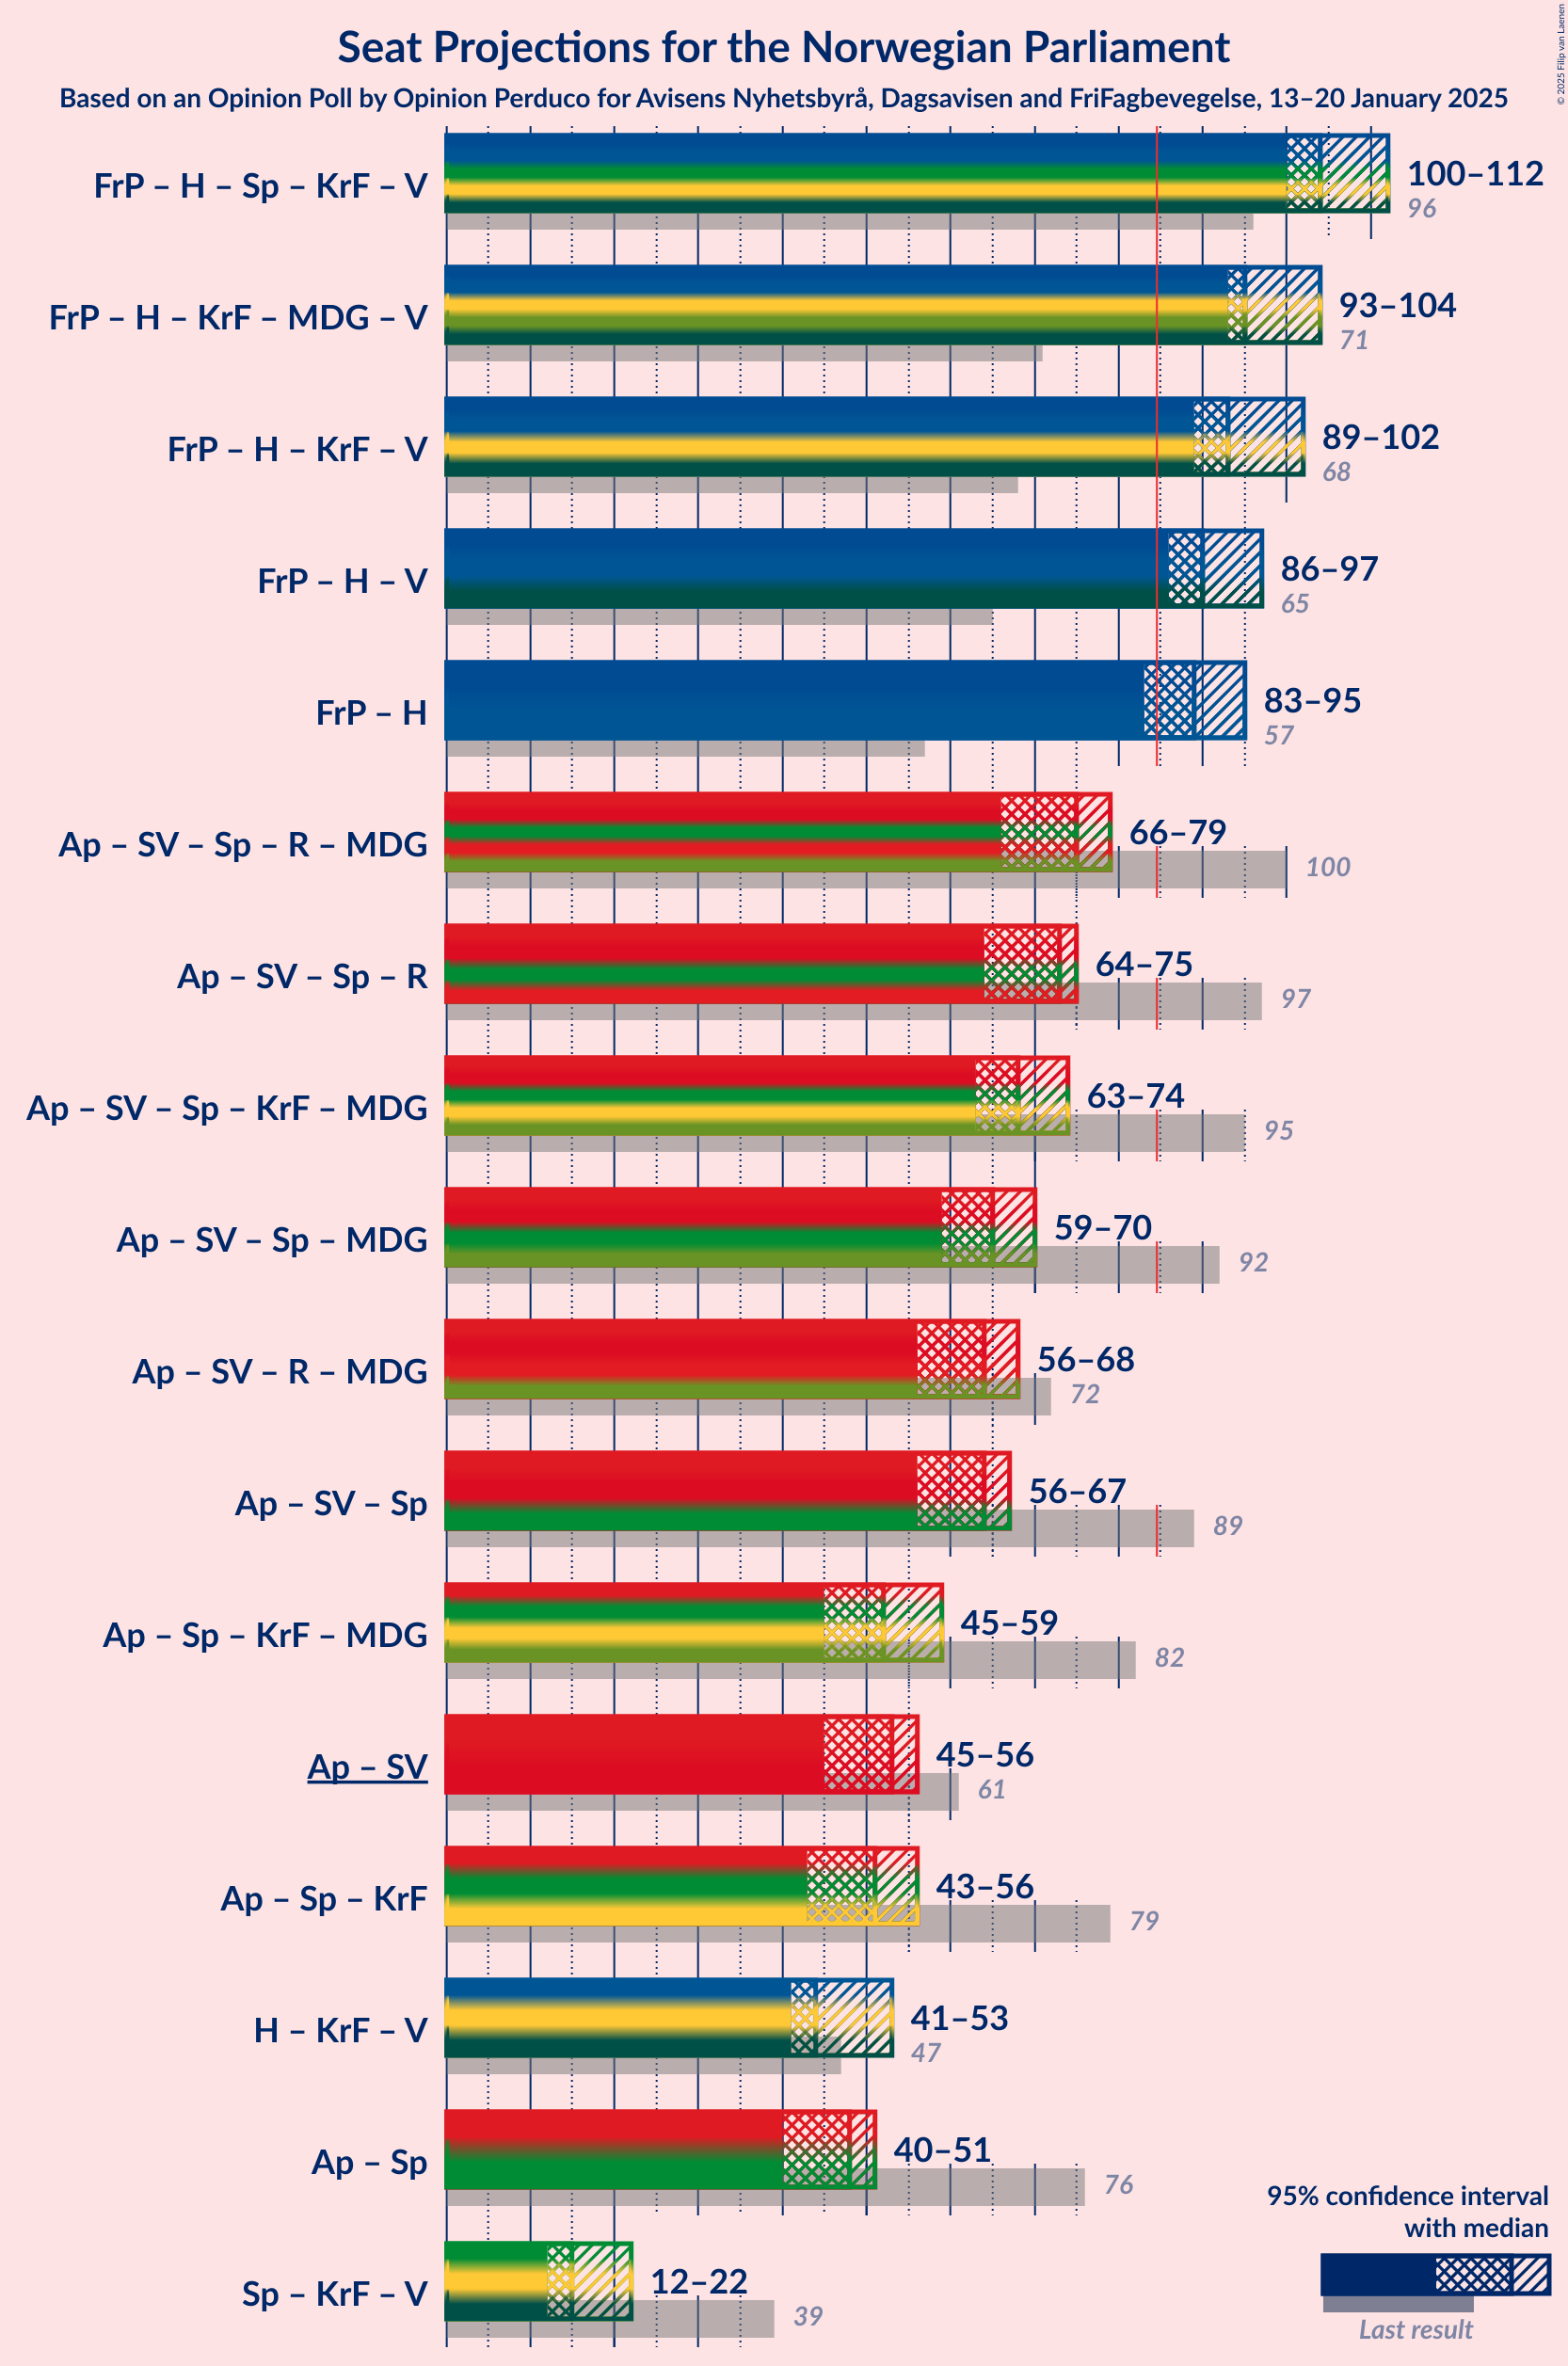 © 2025 Filip van Laenen
Seat Projections for the Norwegian Parliament
Based on an Opinion Poll by Opinion Perduco for Avisens Nyhetsbyrå, Dagsavisen and FriFagbevegelse, 13–20 January 2025
FrP – H – Sp – KrF – V
100–112
96
FrP – H – KrF – MDG – V
93–104
71
FrP – H – KrF – V
89–102
68
FrP – H – V
86–97
65
FrP – H
83–95
57
Ap – SV – Sp – R – MDG
66–79
100
Ap – SV – Sp – R
64–75
97
Ap – SV – Sp – KrF – MDG
63–74
95
Ap – SV – Sp – MDG
59–70
92
Ap – SV – R – MDG
56–68
72
Ap – SV – Sp
56–67
89
Ap – Sp – KrF – MDG
45–59
82
Ap – SV
45–56
61
Ap – Sp – KrF
43–56
79
H – KrF – V
41–53
47
Ap – Sp
40–51
76
Sp – KrF – V
12–22
39
95% confidence interval
with median
Last result